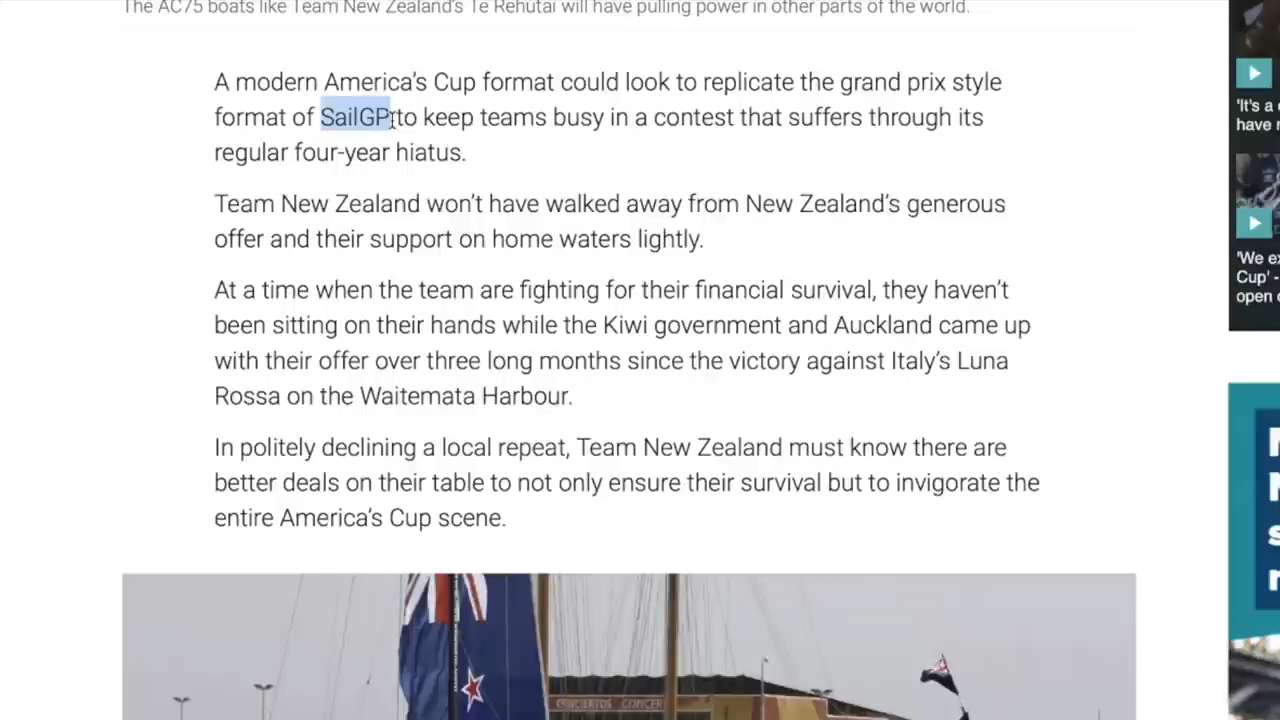 The AC75 boats like Team New Zealand's Te Rehutai will have pulling power in other parts of the world.
A modern America's Cup format could look to replicate the grand prix style
format of SailGP to keep teams busy in a contest that suffers through its
regular four-year hiatus.
Team New Zealand won't have walked away from New Zealand's generous
offer and their support on home waters lightly.
At a time when the team are fighting for their financial survival, they haven't
been sitting on their hands while the Kiwi government and Auckland came up
with their offer over three long months since the victory against Italy's Luna
Rossa on the Waitemata Harbour.
In politely declining a local repeat, Team New Zealand must know there are
better deals on their table to not only ensure their survival but to invigorate the
entire America's Cup scene.
CONCIERTOS CONCER
'It's a
have
'We ex
Cup' -
open